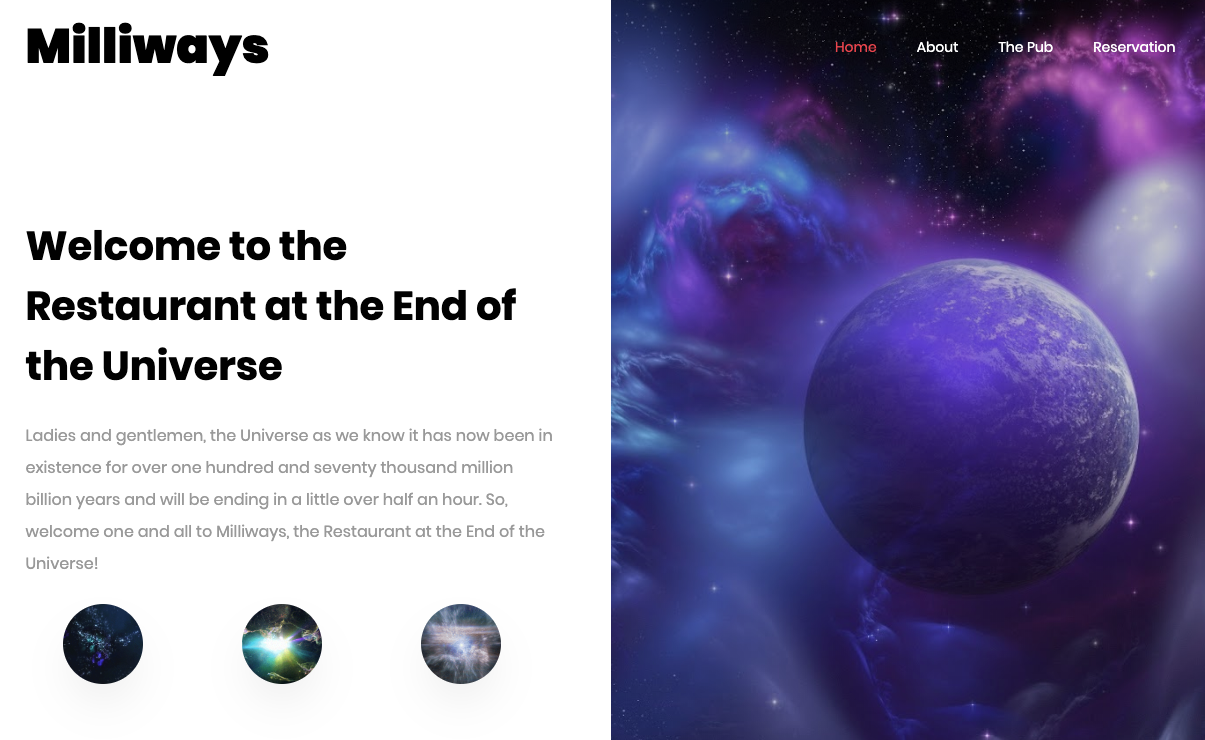 Milliways
Home About The Pub Reservation
Welcome to the
Restaurant at the End of
the Universe
Ladies and gentlemen, the Universe as we know it has now been in
existence for over one hundred and seventy thousand million
billion years and will be ending in a little over half an hour. So,
welcome one and all to Milliways, the Restaurant at the End of the
Universe!